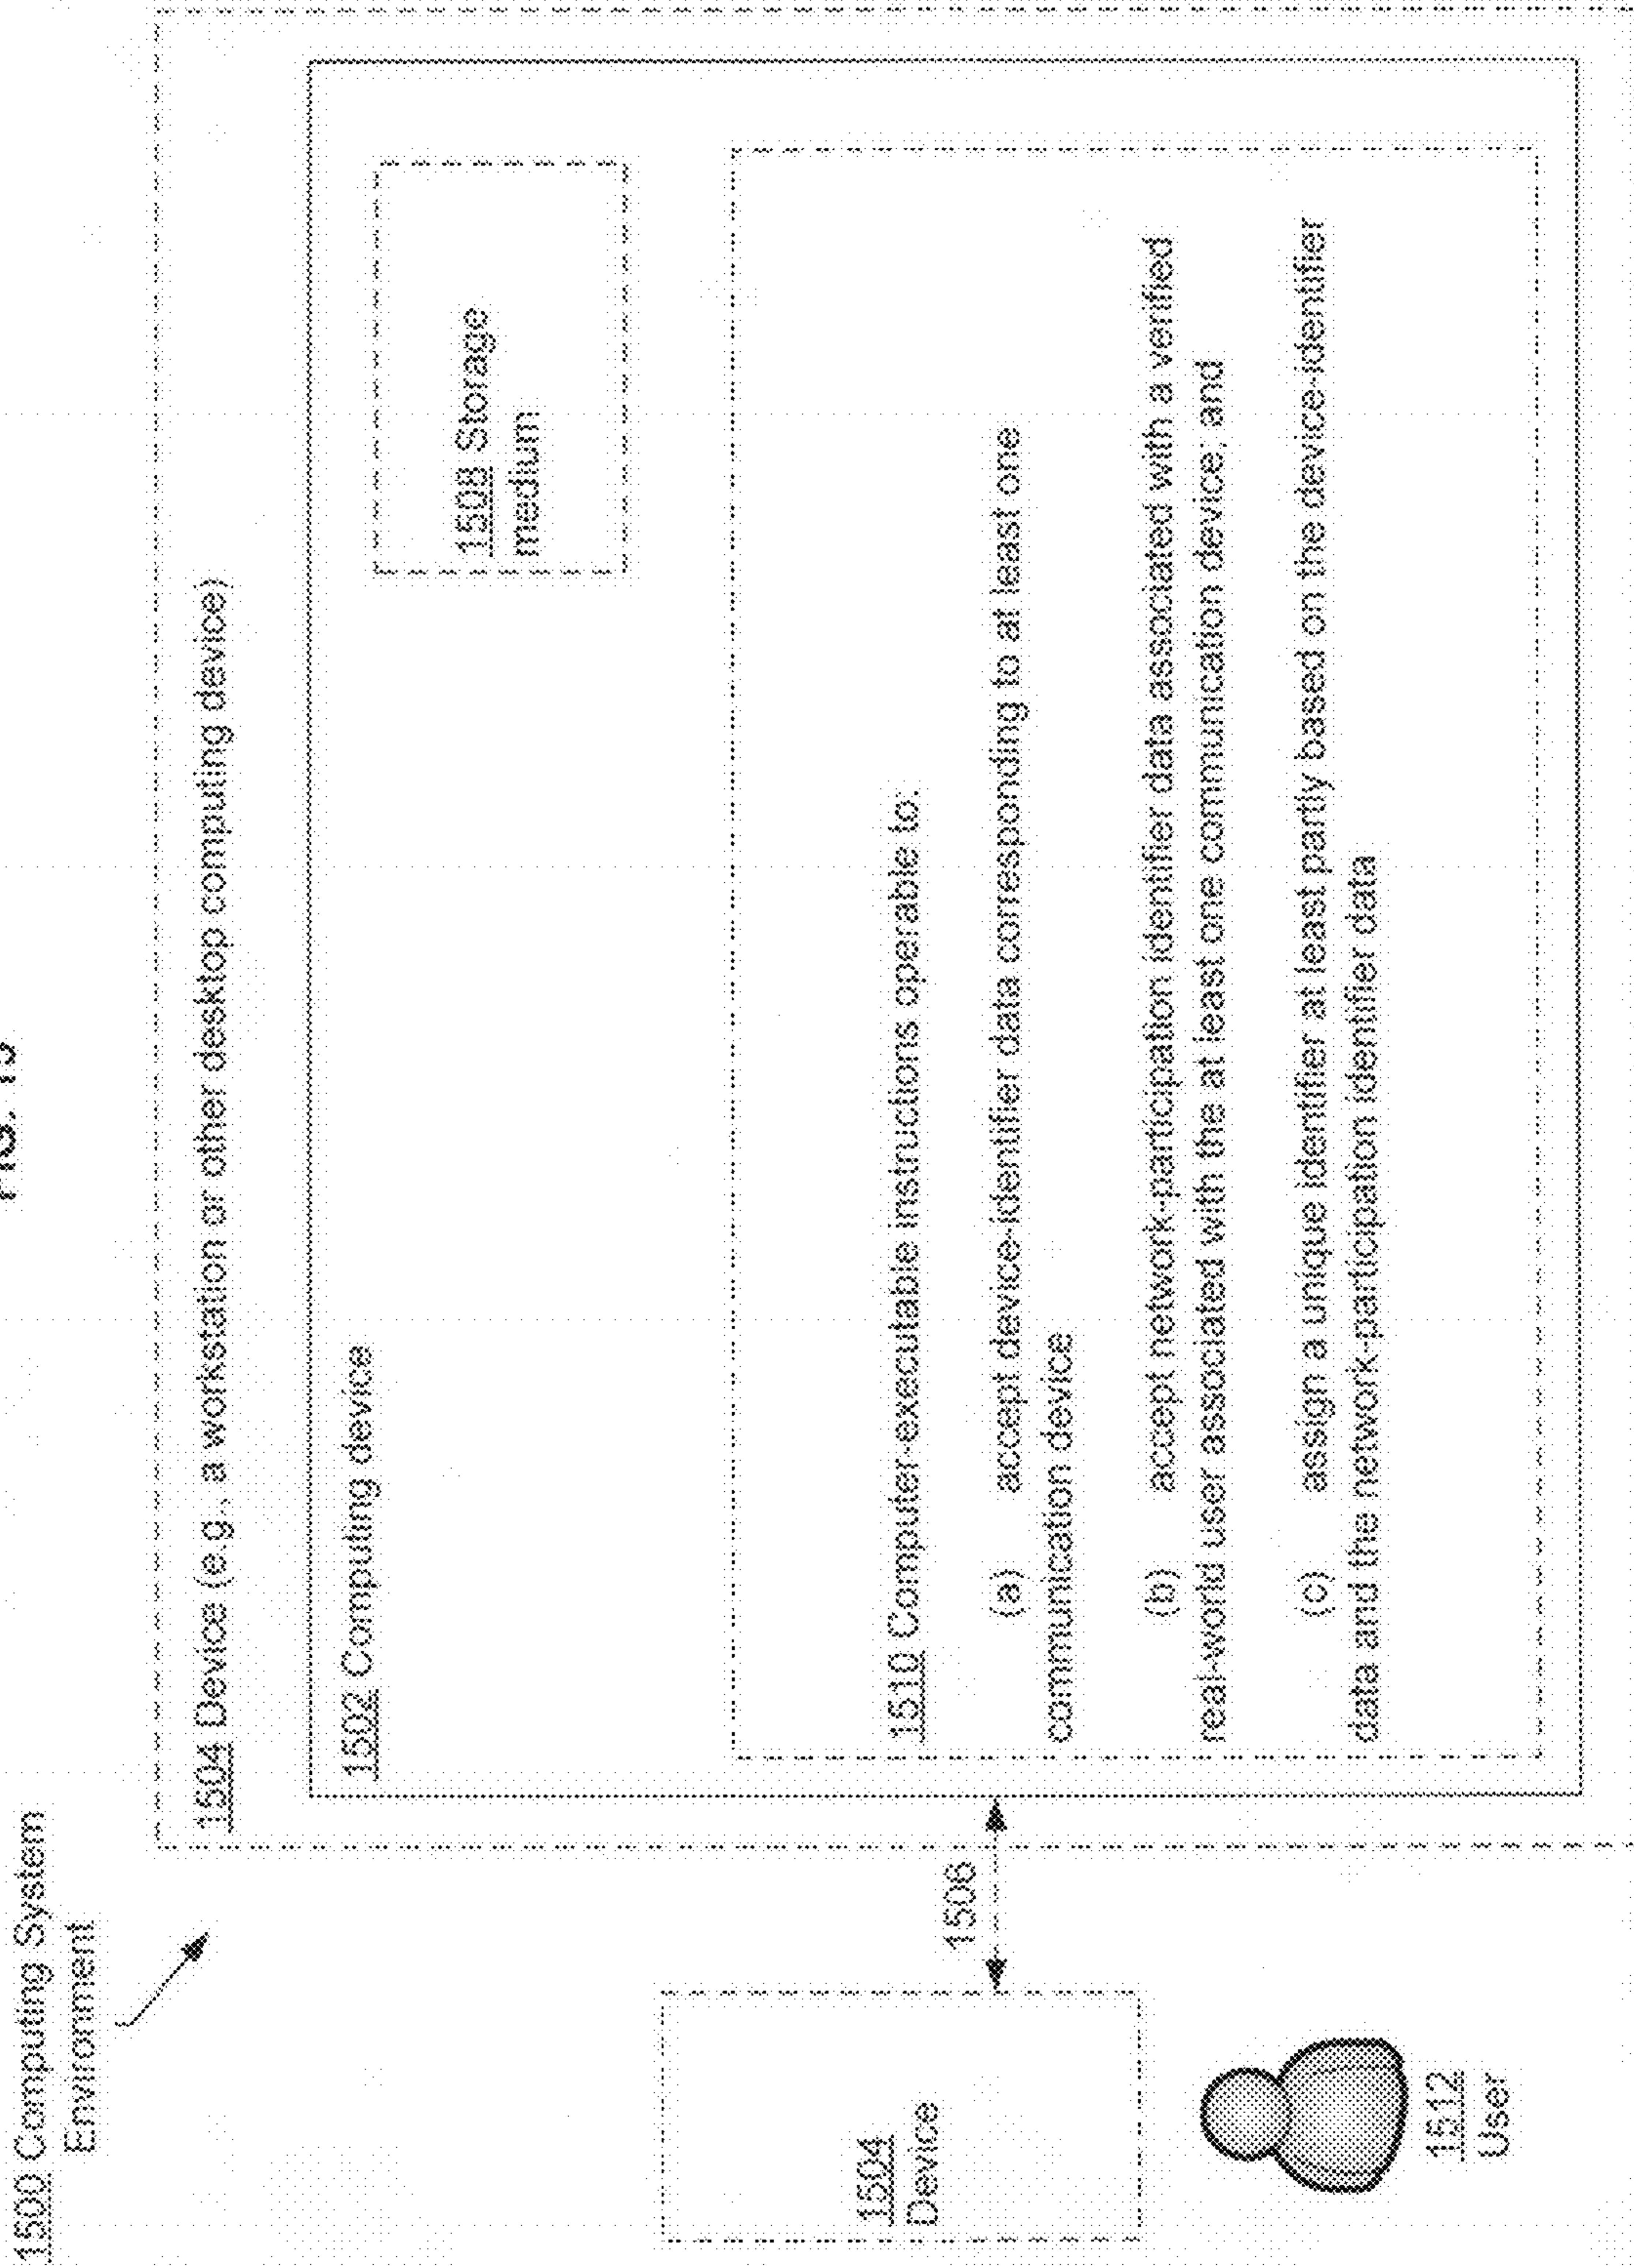 FIG. 15
1500 Computing System
Environment
1504 Device (e.g., a workstation or other desktop computing device)
1502 Computing device
1508 Storage
medium
1510 Computer-executable instructions operable to:
(a) accept device-identifier data corresponding to at least one
communication device
(b) accept network-participation identifier data associated with a verified
real-world user associated with the at least one communication device; and
(c) assign a unique identifier at least partly based on the device-identifier
data and the network-participation identifier data
1506
1504
Device
1512
User